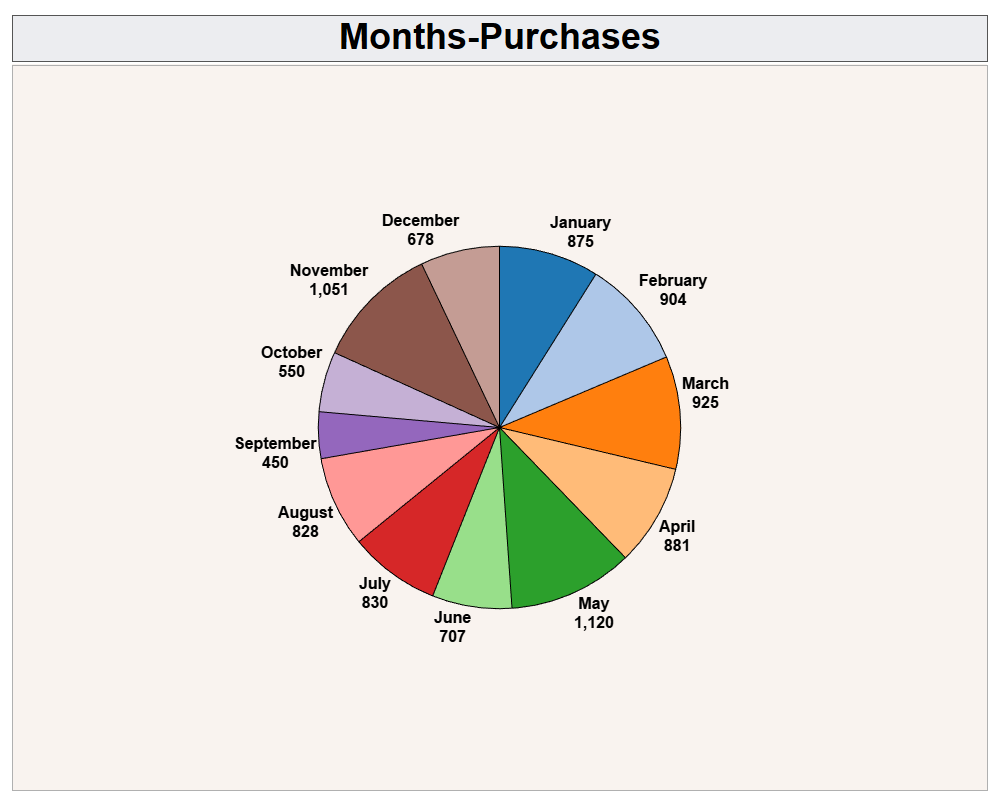 Months-Purchases
January
875
February
904
March
925
April
881
May
1,120
June
707
July
830
August
828
September
450
October
550
November
1,051
December
678